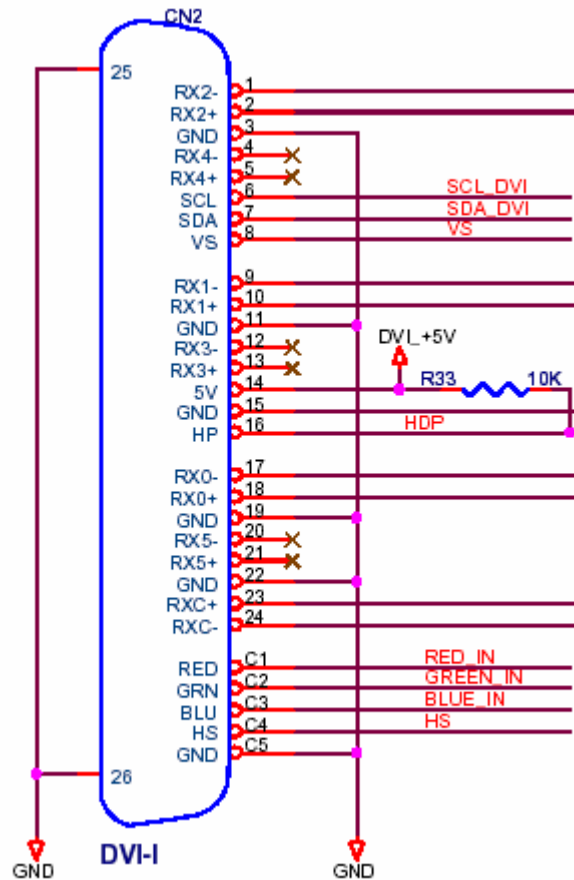 CN2
25
RX2- 1
RX2+ 2
GND 3
RX4- 4
RX4+ 5
SCL 6 SCL_DVI
SDA 7 SDA_DVI
VS 8 VS
RX1- 9
RX1+ 10
GND 11
RX3- 12 DVI_+5V
RX3+ 13
5V 14 R33 10K
GND 15
HP 16 HDP
RX0- 17
RX0+ 18
GND 19
RX5- 20
RX5+ 21
GND 22
RXC+ 23
RXC- 24
RED C1 RED_IN
GRN C2 GREEN_IN
BLU C3 BLUE_IN
HS C4 HS
GND C5
26
DVI-I
GND GND